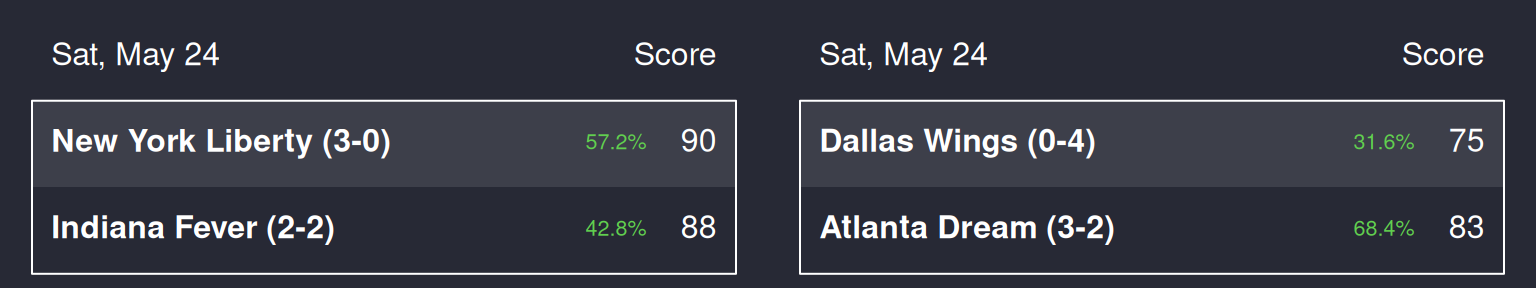 Sat, May 24 Score
New York Liberty (3-0) 57.2% 90
Indiana Fever (2-2) 42.8% 88
Sat, May 24 Score
Dallas Wings (0-4) 31.6% 75
Atlanta Dream (3-2) 68.4% 83